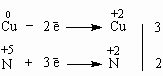 0 +2
Cu − 2ē ⟶ Cu | 3
+5 +2
N + 3ē ⟶ N | 2